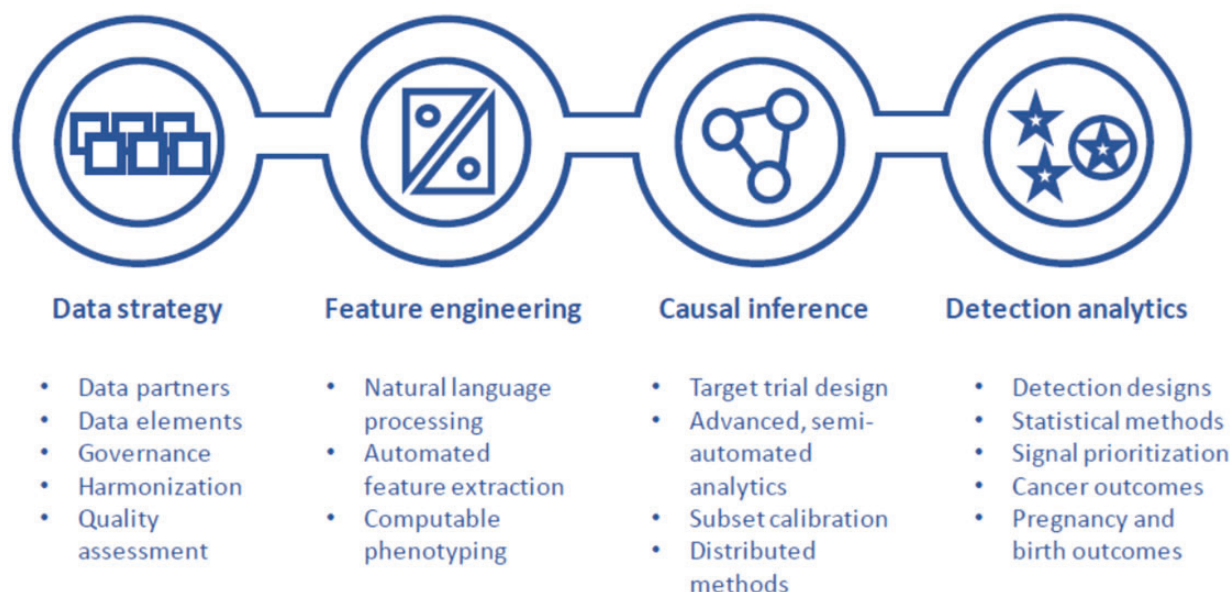 Data strategy
• Data partners
• Data elements
• Governance
• Harmonization
• Quality
assessment
Feature engineering
• Natural language
processing
• Automated
feature extraction
• Computable
phenotyping
Causal inference
• Target trial design
• Advanced, semi-
automated
analytics
• Subset calibration
• Distributed
methods
Detection analytics
• Detection designs
• Statistical methods
• Signal prioritization
• Cancer outcomes
• Pregnancy and
birth outcomes